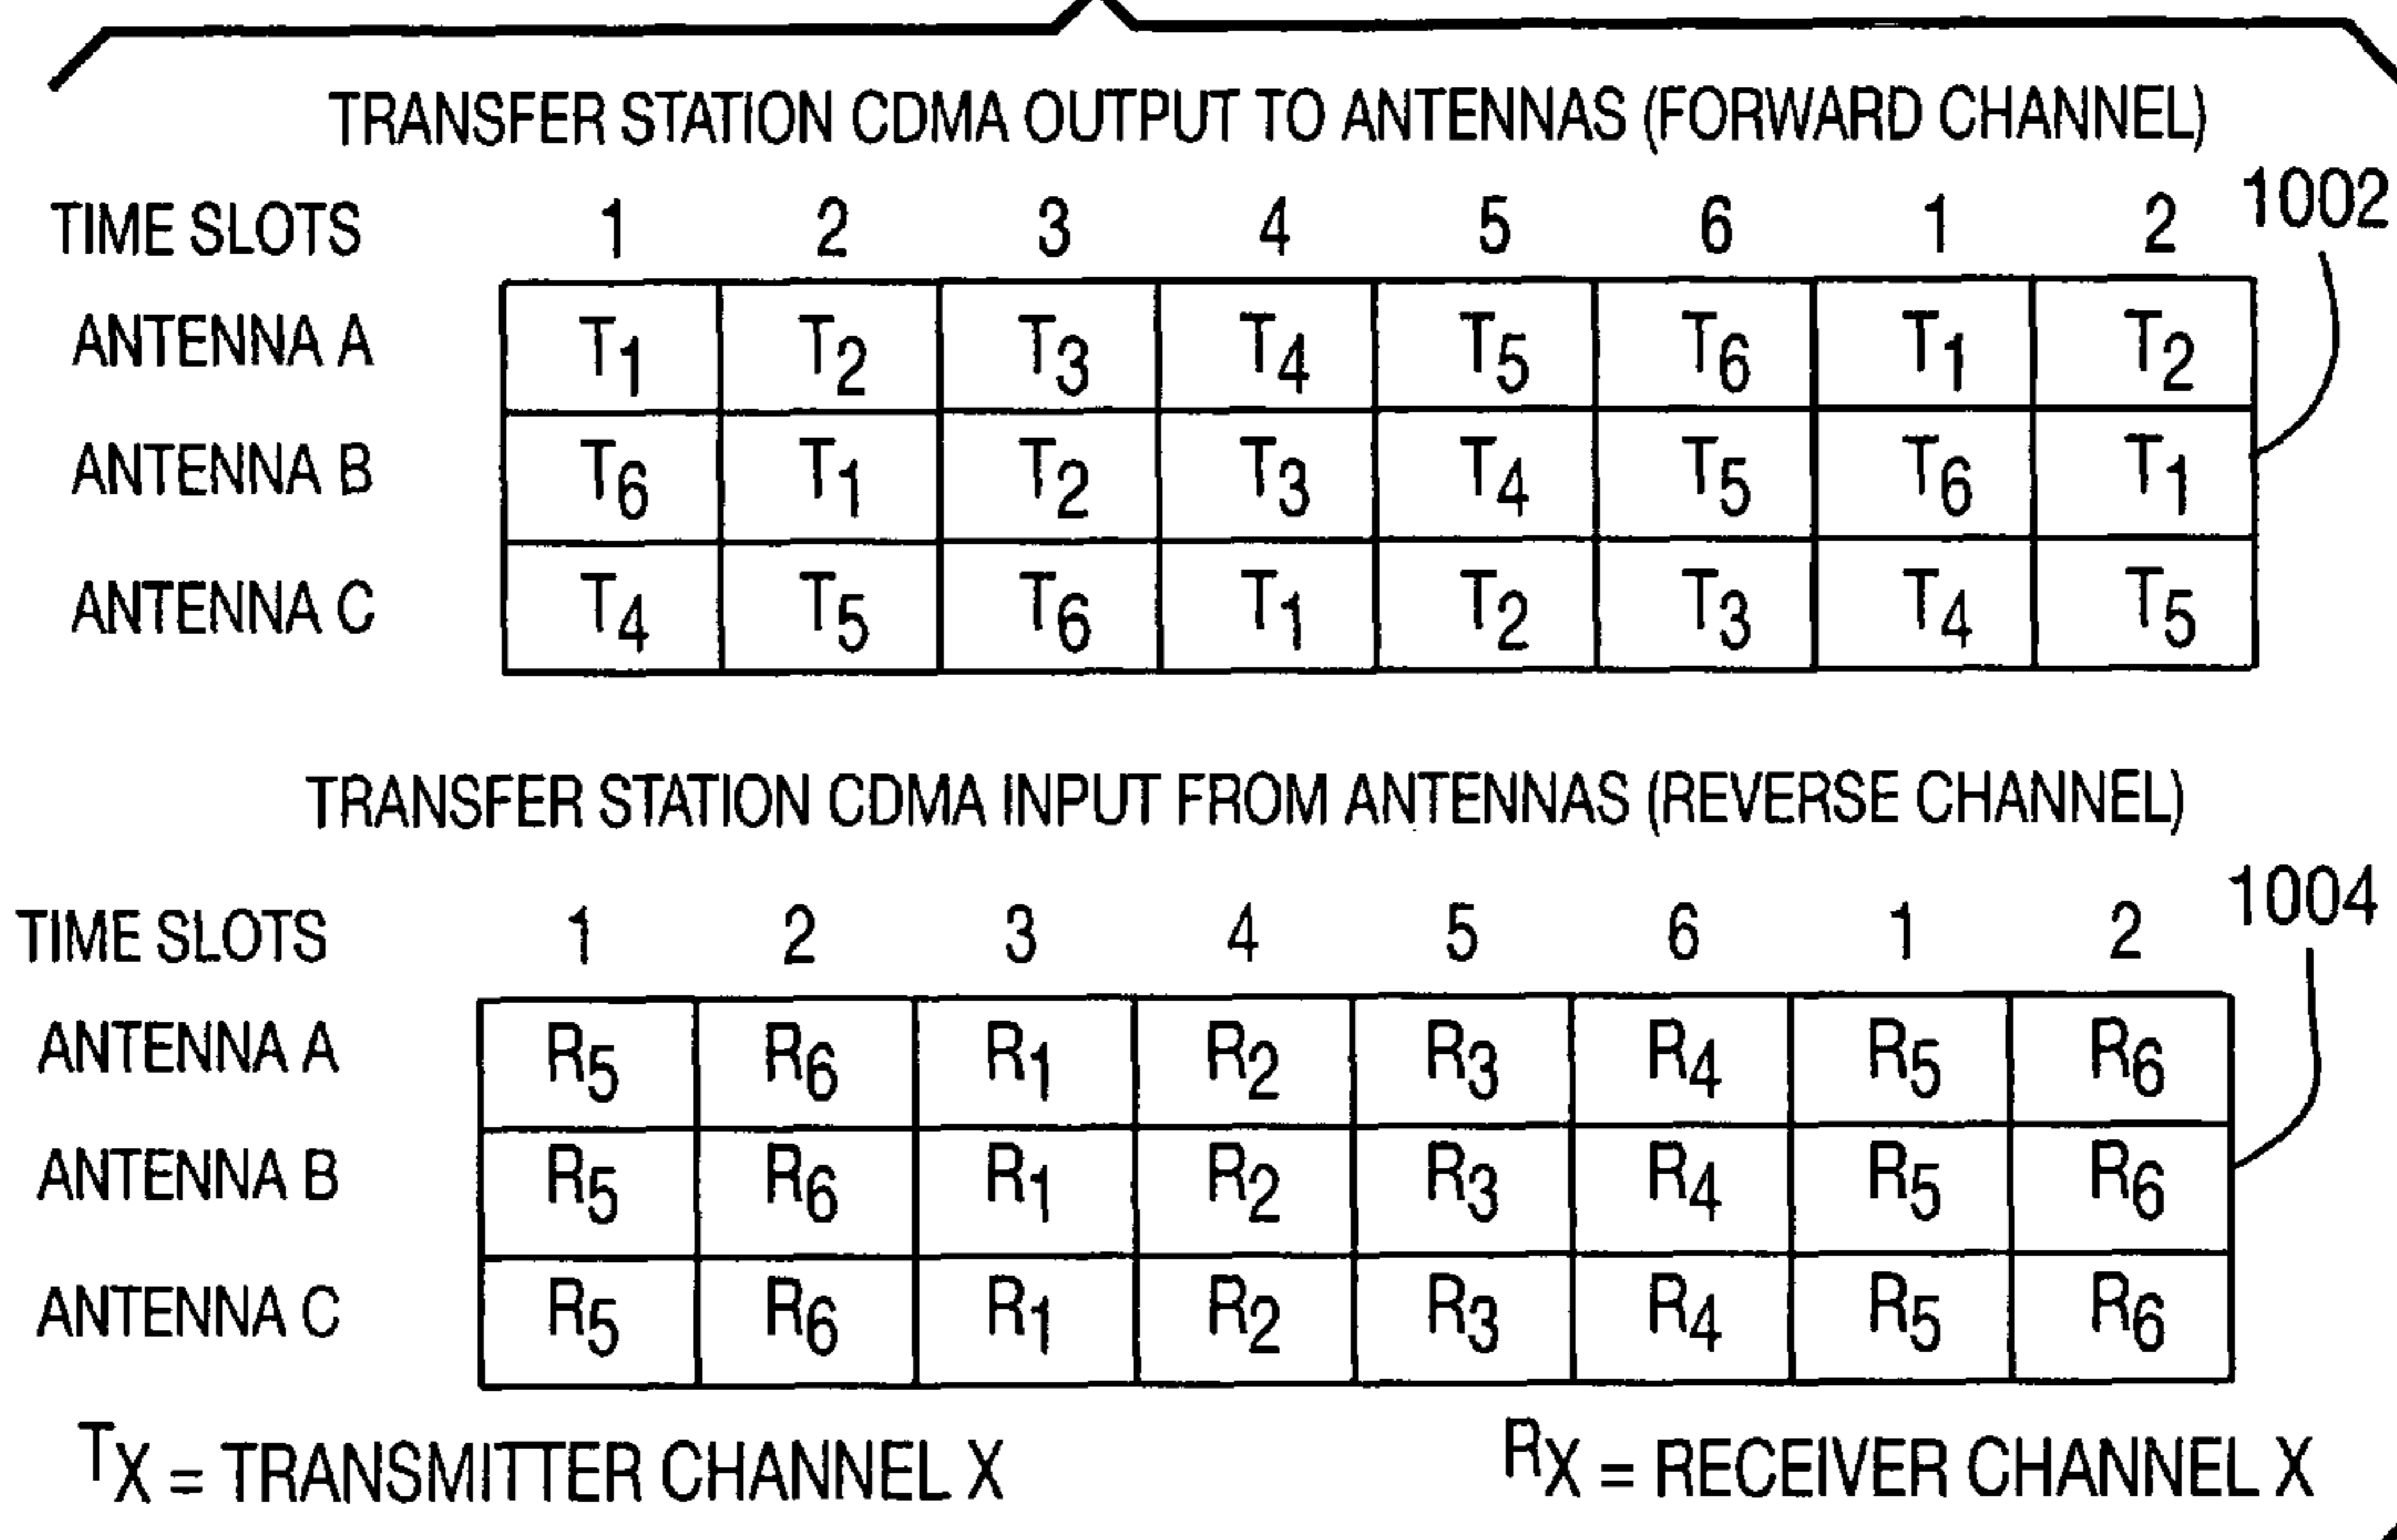 TRANSFER STATION CDMA OUTPUT TO ANTENNAS (FORWARD CHANNEL)
TIME SLOTS 1 2 3 4 5 6 1 2 1002
ANTENNA A T1 T2 T3 T4 T5 T6 T1 T2
ANTENNA B T6 T1 T2 T3 T4 T5 T6 T1
ANTENNA C T4 T5 T6 T1 T2 T3 T4 T5
TRANSFER STATION CDMA INPUT FROM ANTENNAS (REVERSE CHANNEL)
TIME SLOTS 1 2 3 4 5 6 1 2 1004
ANTENNA A R5 R6 R1 R2 R3 R4 R5 R6
ANTENNA B R5 R6 R1 R2 R3 R4 R5 R6
ANTENNA C R5 R6 R1 R2 R3 R4 R5 R6
TX = TRANSMITTER CHANNEL X RX = RECEIVER CHANNEL X